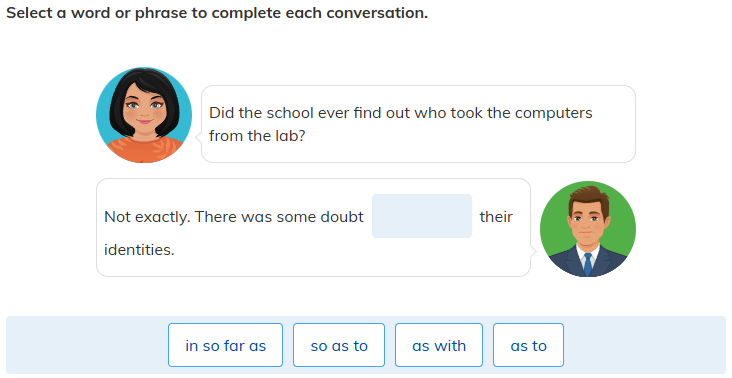 Select a word or phrase to complete each conversation.
Did the school ever find out who took the computers
from the lab?
Not exactly. There was some doubt their
identities.
in so far as so as to as with as to